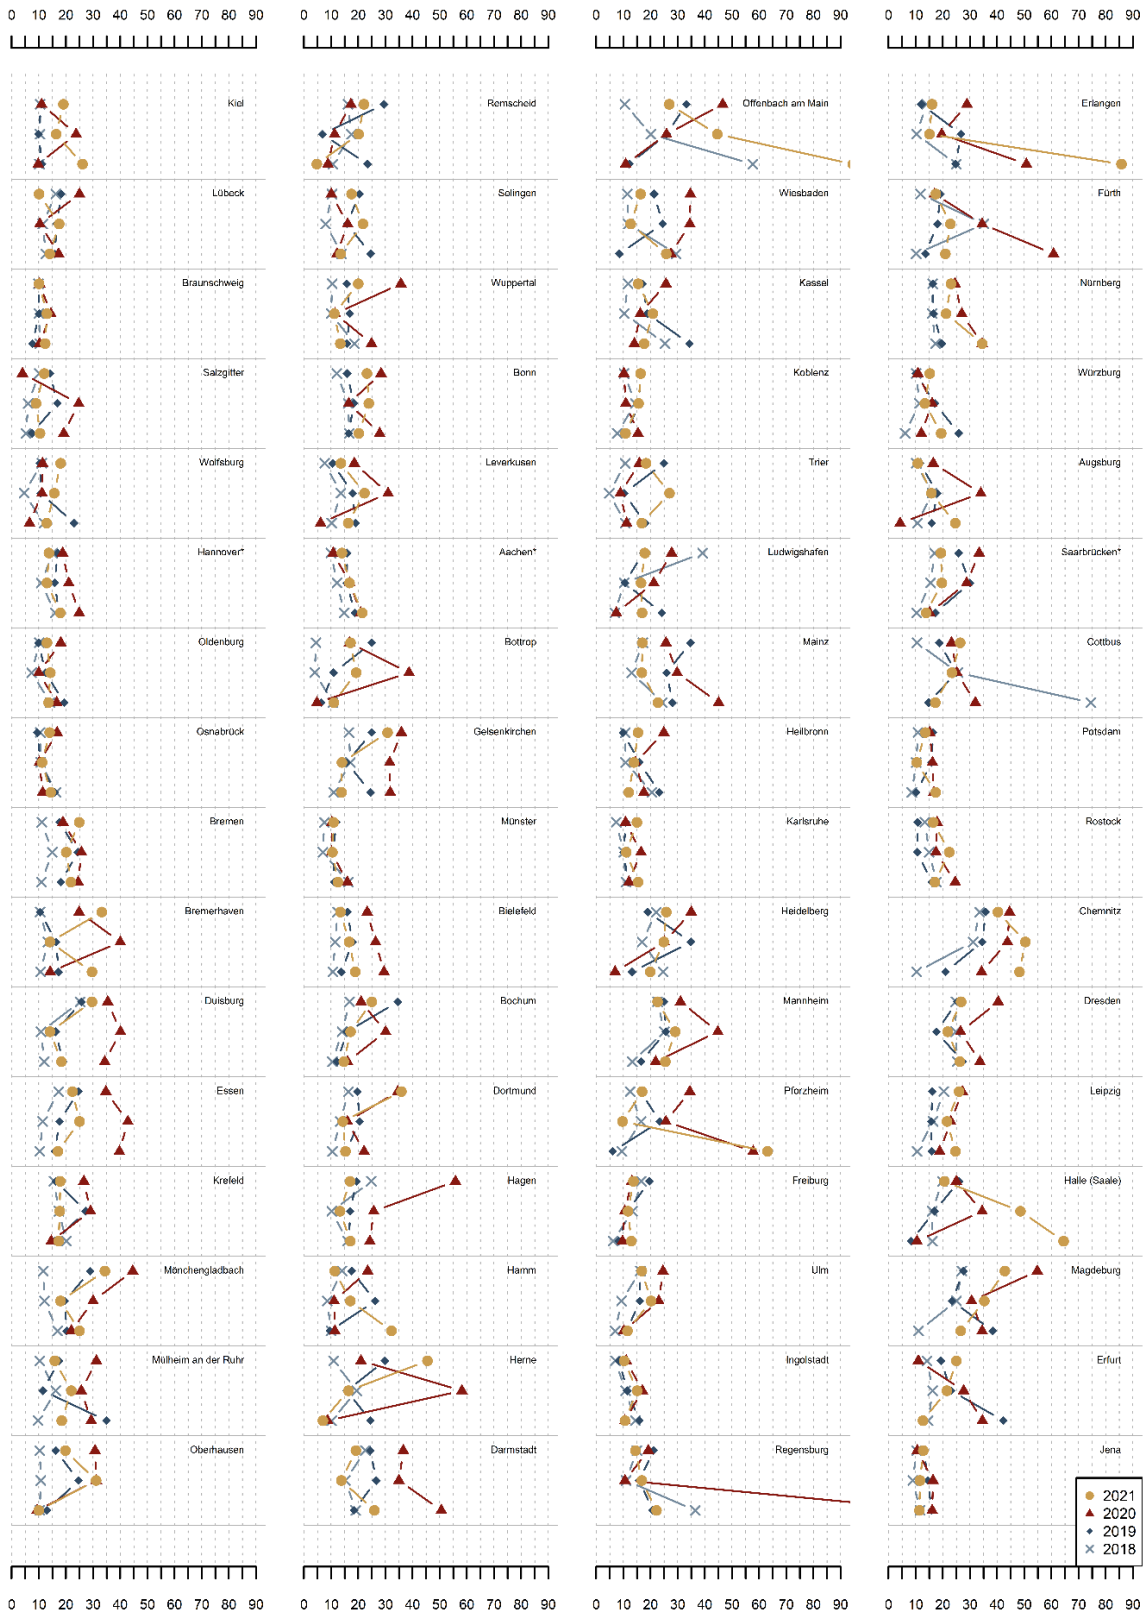 0 10 20 30 40 50 60 70 80 90 0 10 20 30 40 50 60 70 80 90 0 10 20 30 40 50 60 70 80 90 0 10 20 30 40 50 60 70 80 90
Kiel Remscheid Offenbach am Main Erlangen
Lübeck Solingen Wiesbaden Fürth
Braunschweig Wuppertal Kassel Nürnberg
Salzgitter Bonn Koblenz Würzburg
Wolfsburg Leverkusen Trier Augsburg
Hannover* Aachen* Ludwigshafen Saarbrücken*
Oldenburg Bottrop Mainz Cottbus
Osnabrück Gelsenkirchen Heilbronn Potsdam
Bremen Münster Karlsruhe Rostock
Bremerhaven Bielefeld Heidelberg Chemnitz
Duisburg Bochum Mannheim Dresden
Essen Dortmund Pforzheim Leipzig
Krefeld Hagen Freiburg Halle (Saale)
Mönchengladbach Hamm Ulm Magdeburg
Mülheim an der Ruhr Herne Ingolstadt Erfurt
Oberhausen Darmstadt Regensburg Jena
2021
2020
2019
2018
0 10 20 30 40 50 60 70 80 90 0 10 20 30 40 50 60 70 80 90 0 10 20 30 40 50 60 70 80 90 0 10 20 30 40 50 60 70 80 90